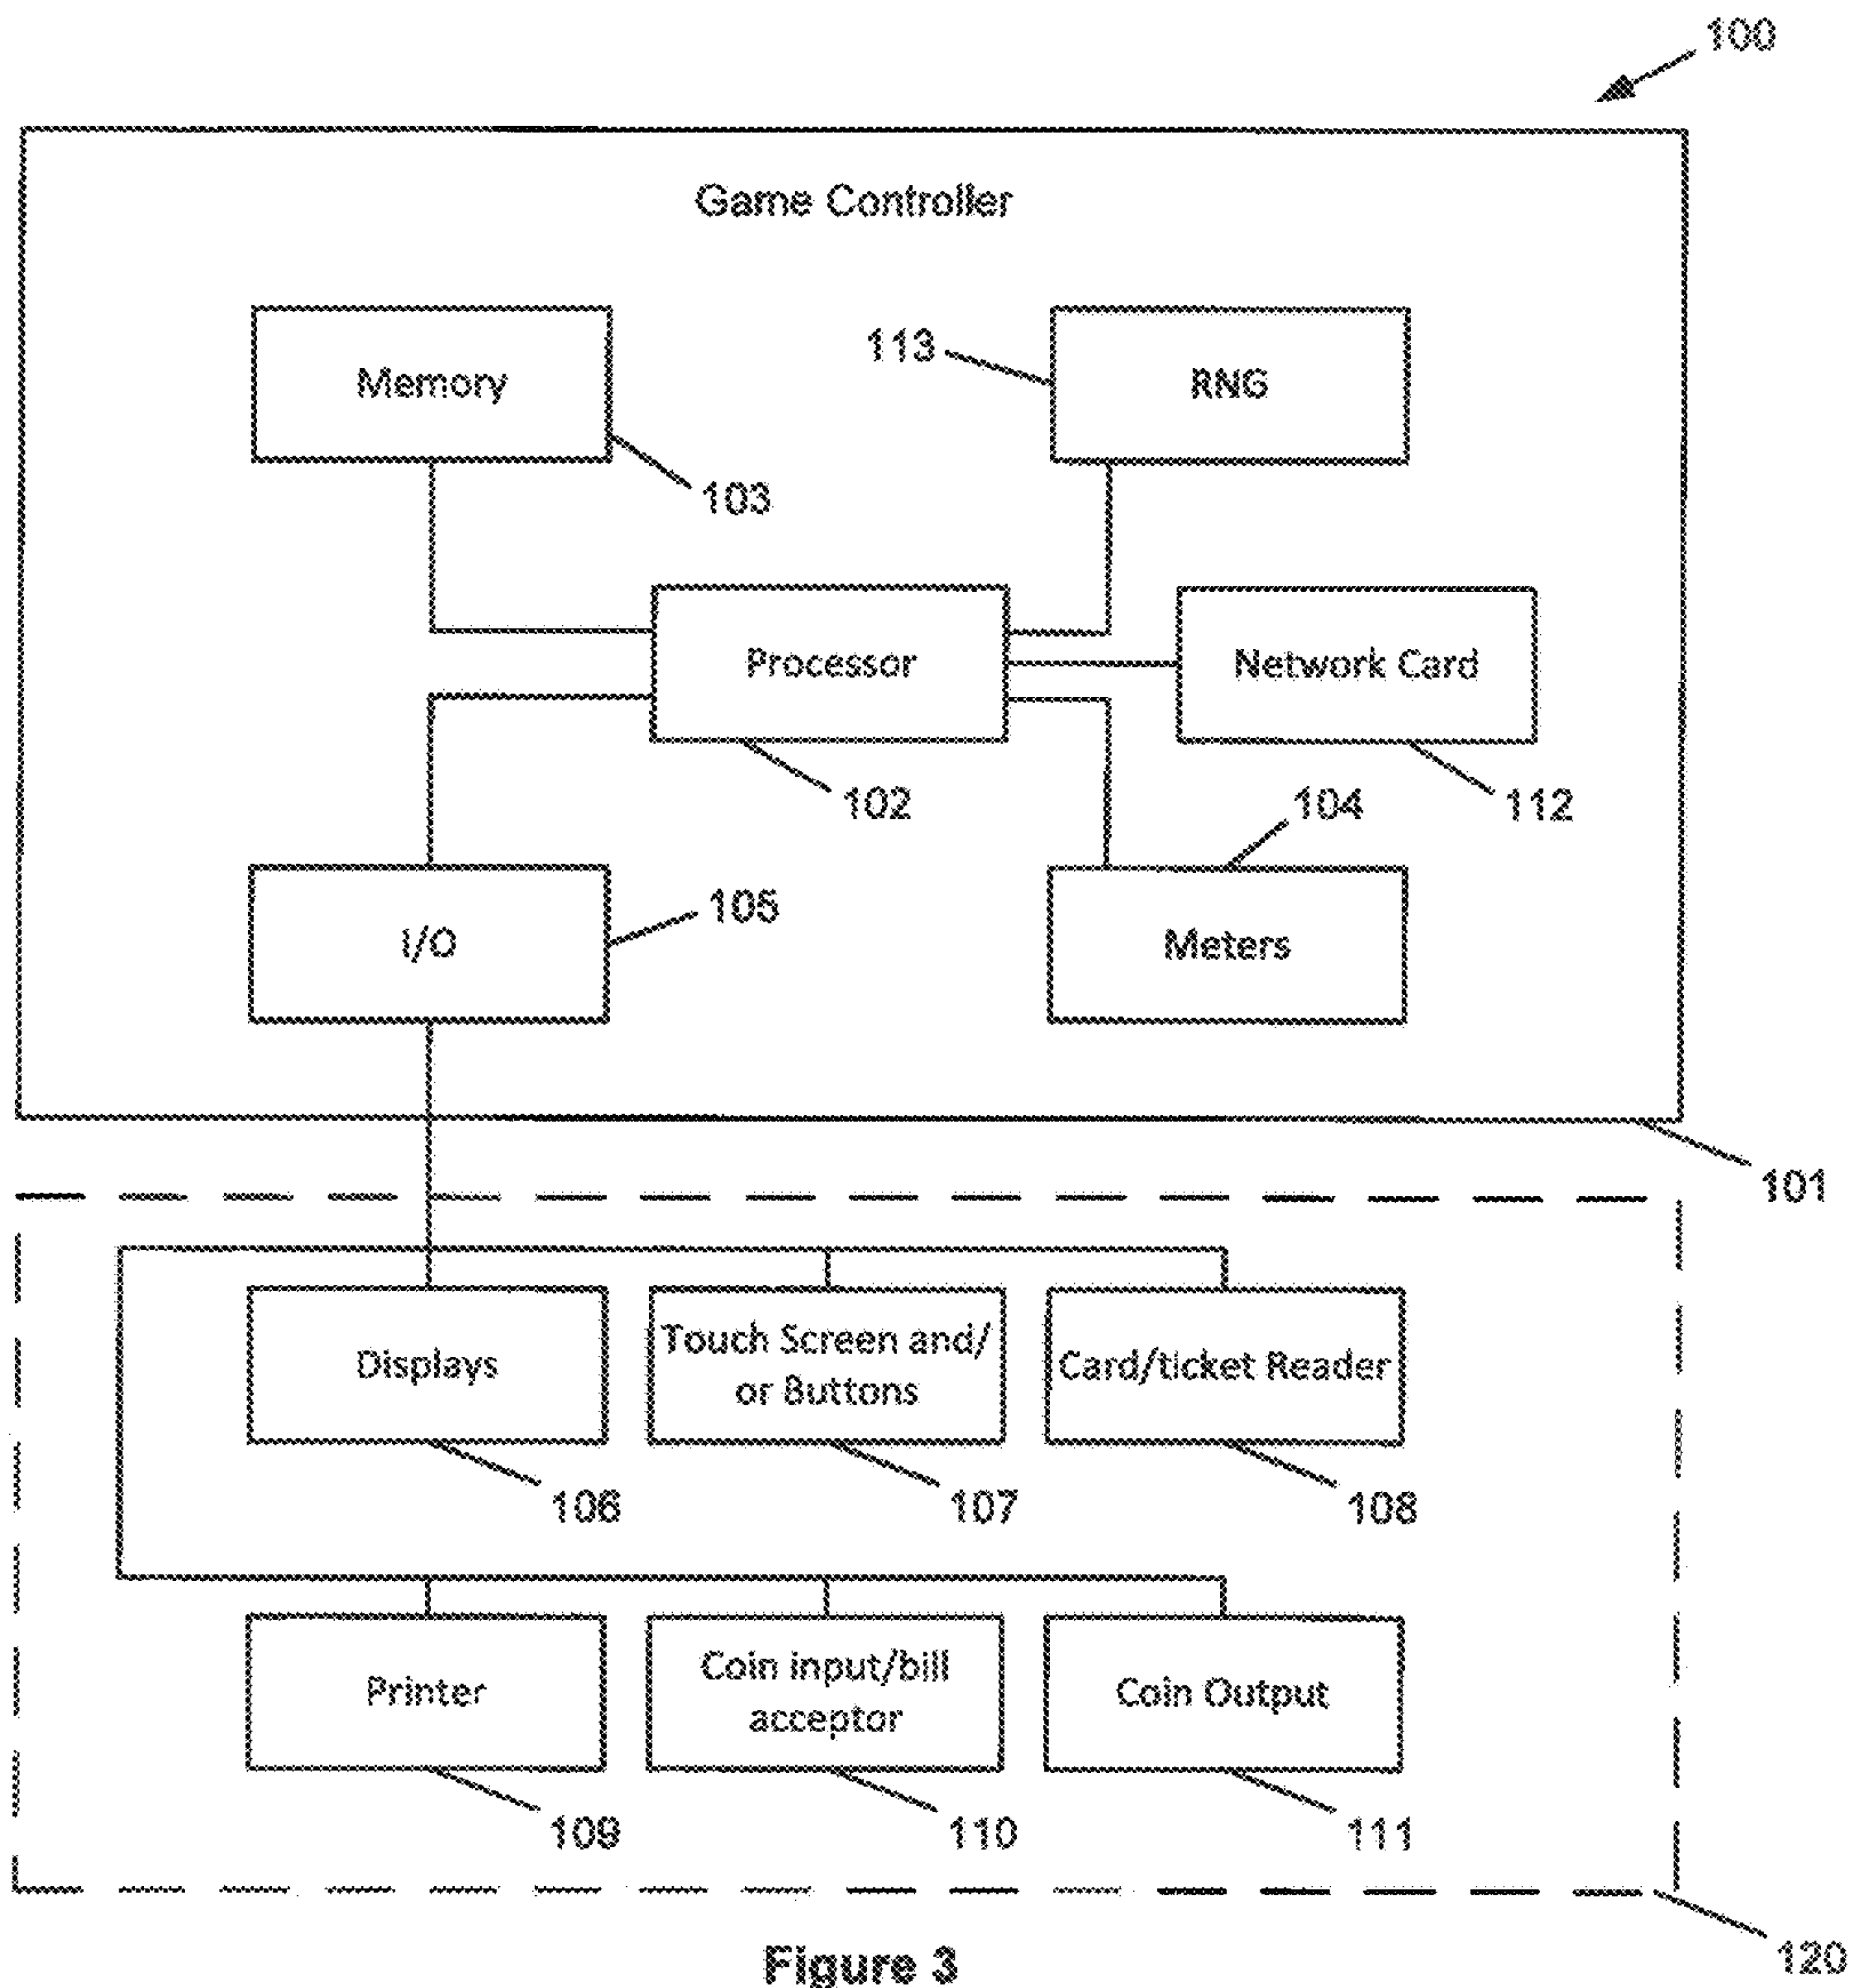 100
Game Controller
Memory
113
RNG
103
Processor
Network Card
102
104
112
I/O
105
Meters
101
Displays
Touch Screen and/
or Buttons
Card/ticket Reader
106
107
108
Printer
Coin input/bill
acceptor
Coin Output
109
110
111
120
Figure 3